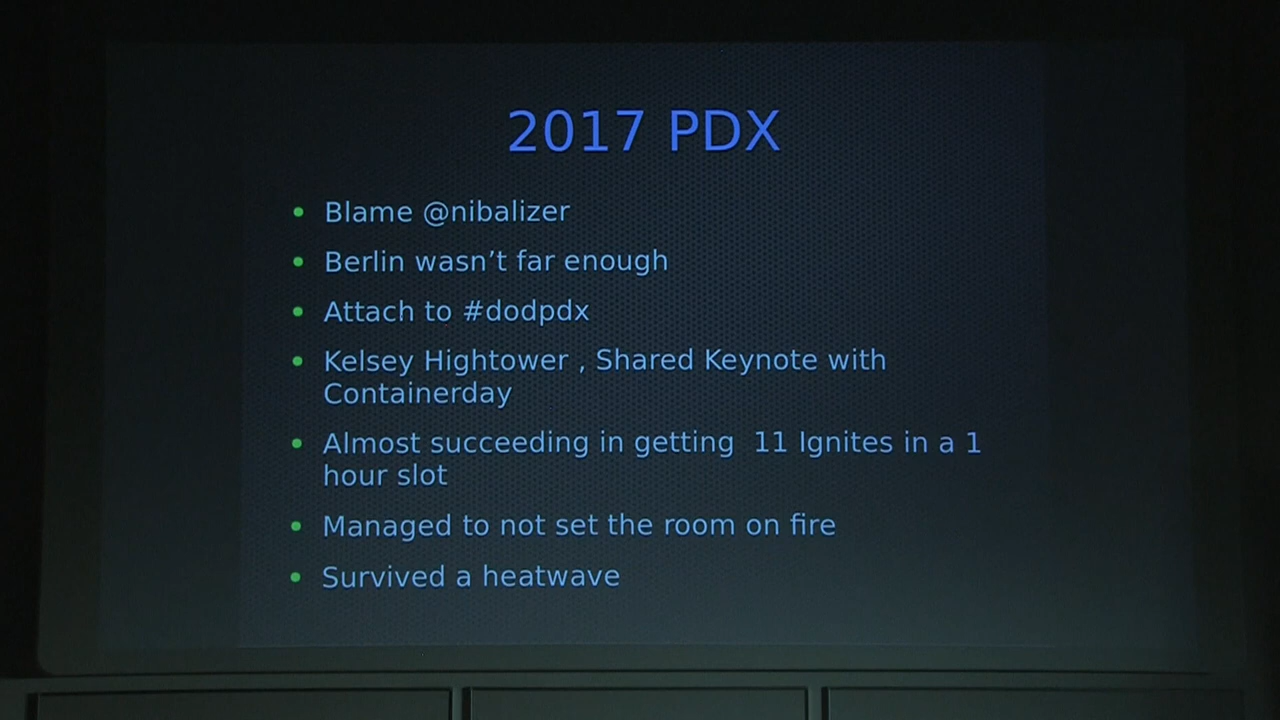 2017 PDX
• Blame @nibalizer
• Berlin wasn’t far enough
• Attach to #dodpdx
• Kelsey Hightower , Shared Keynote with
Containerday
• Almost succeeding in getting  11 Ignites in a 1
hour slot
• Managed to not set the room on fire
• Survived a heatwave